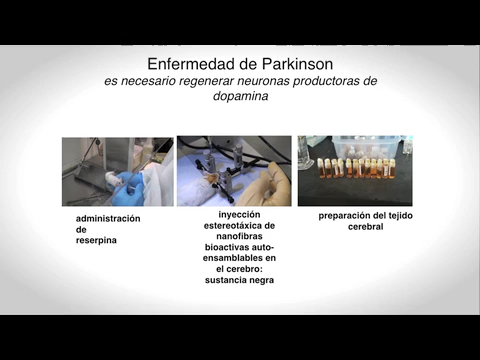 Enfermedad de Parkinson
es necesario regenerar neuronas productoras de
dopamina
administración
de
reserpina
inyección
estereotáxica de
nanofibras
bioactivas auto-
ensamblables en
el cerebro:
sustancia negra
preparación del tejido
cerebral